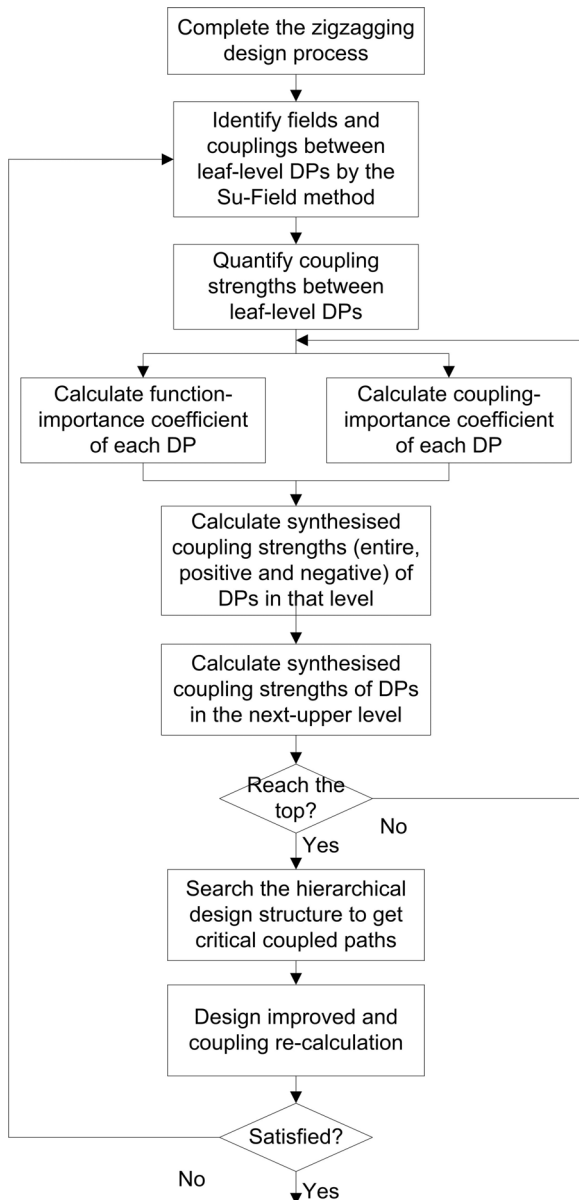 Complete the zigzagging
design process
Identify fields and
couplings between
leaf-level DPs by the
Su-Field method
Quantify coupling
strengths between
leaf-level DPs
Calculate function-
importance coefficient
of each DP
Calculate coupling-
importance coefficient
of each DP
Calculate synthesised
coupling strengths (entire,
positive and negative) of
DPs in that level
Calculate synthesised
coupling strengths of DPs
in the next-upper level
Reach the
top?
No
Yes
Search the hierarchical
design structure to get
critical coupled paths
Design improved and
coupling re-calculation
Satisfied?
No
Yes